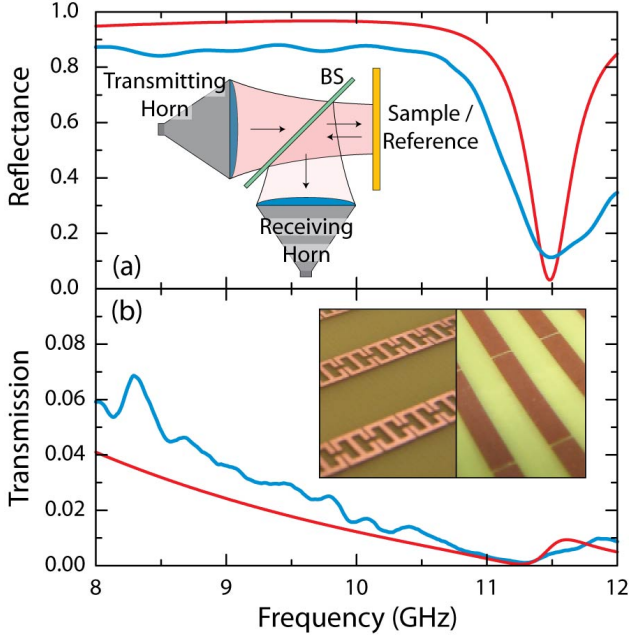 1.0
0.8
0.6
0.4
0.2
0.0
Reflectance
Transmitting
Horn
BS
Sample /
Reference
Receiving
Horn
(a)
(b)
0.08
0.06
0.04
0.02
0.00
Transmission
8
9
10
11
12
Frequency (GHz)